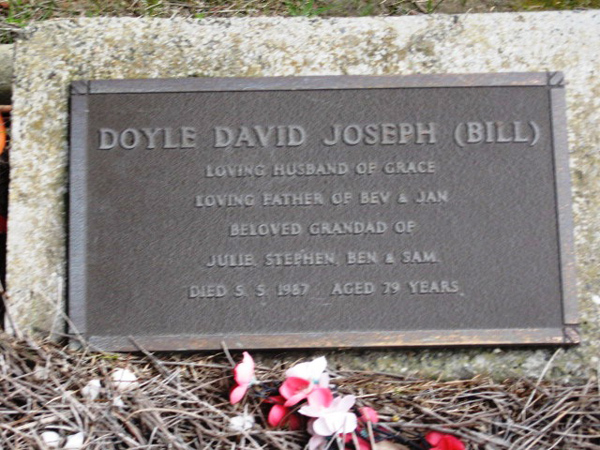 DOYLE DAVID JOSEPH (BILL)
LOVING HUSBAND OF GRACE
LOVING FATHER OF BEV & JAN
BELOVED GRANDAD OF
JULIE, STEPHEN, BEN & SAM.
DIED 5. 5. 1987 AGED 79 YEARS.